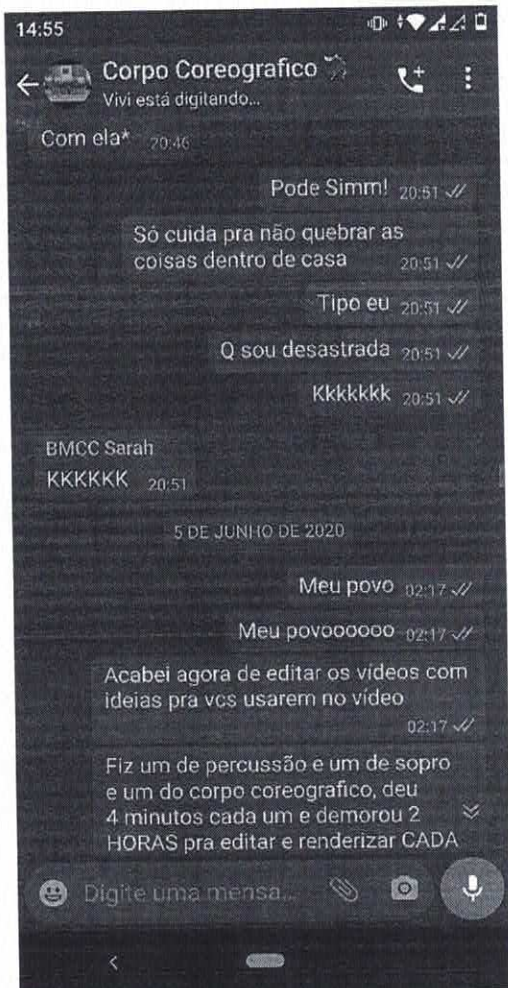 14:55
Corpo Coreografico
Vivi está digitando...
Com ela* 20:46
Pode Simm! 20:51
Só cuida pra não quebrar as
coisas dentro de casa 20:51
Tipo eu 20:51
Q sou desastrada 20:51
Kkkkkkk 20:51
BMCC Sarah
KKKKKK 20:51
5 DE JUNHO DE 2020
Meu povo 02:17
Meu povoooooo 02:17
Acabei agora de editar os vídeos com
ideias pra vcs usarem no vídeo
02:17
Fiz um de percussão e um de sopro
e um do corpo coreografico, deu
4 minutos cada um e demorou 2
HORAS pra editar e renderizar CADA
Digite uma mensa...